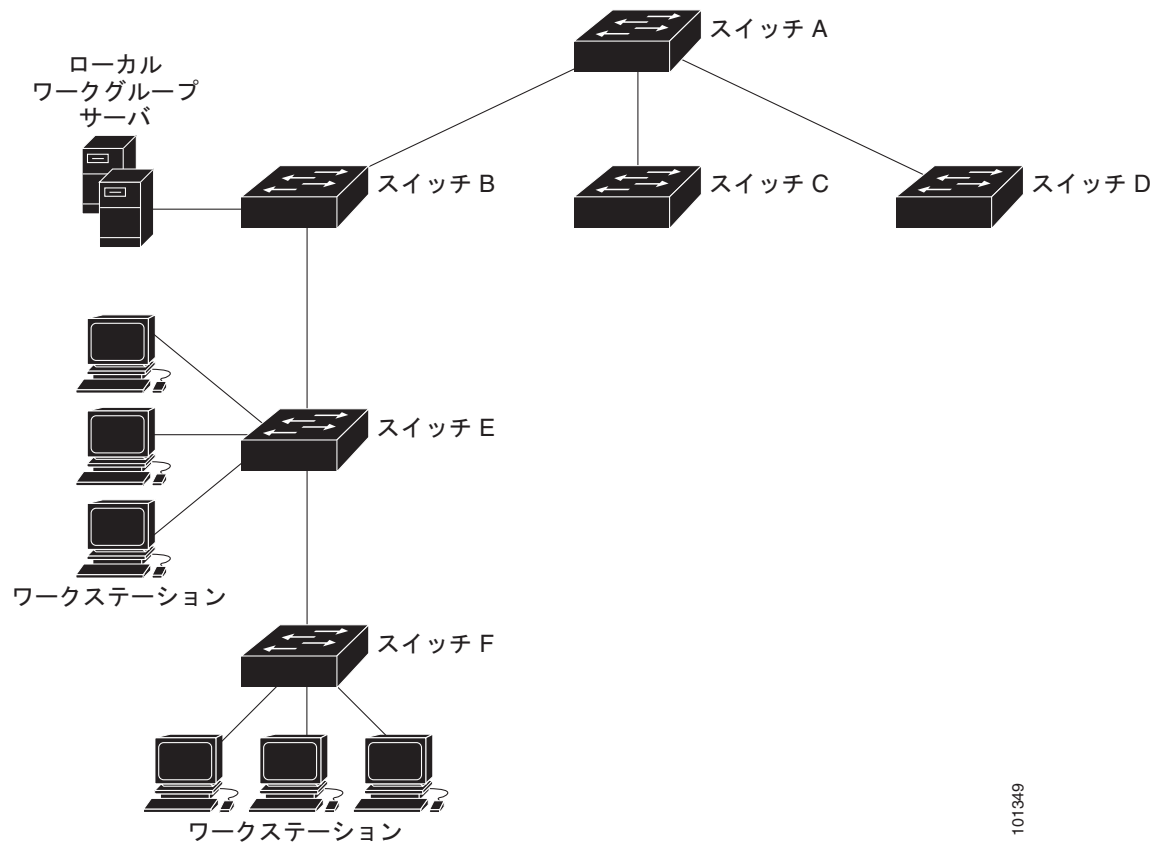 スイッチ A
ローカル
ワークグループ
サーバ
スイッチ B
スイッチ C
スイッチ D
スイッチ E
ワークステーション
スイッチ F
ワークステーション
101349